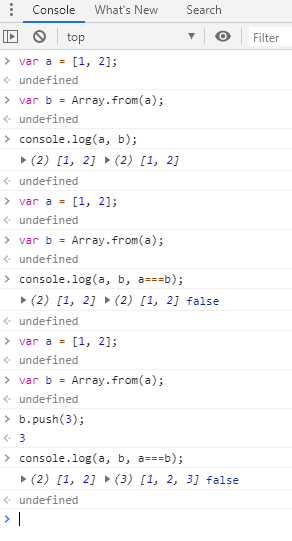 Console What's New Search
top Filter
> var a = [1, 2];
< undefined
> var b = Array.from(a);
< undefined
> console.log(a, b);
▶(2) [1, 2] ▶(2) [1, 2]
< undefined
> var a = [1, 2];
< undefined
> var b = Array.from(a);
< undefined
> console.log(a, b, a===b);
▶(2) [1, 2] ▶(2) [1, 2] false
< undefined
> var a = [1, 2];
< undefined
> var b = Array.from(a);
< undefined
> b.push(3);
< 3
> console.log(a, b, a===b);
▶(2) [1, 2] ▶(3) [1, 2, 3] false
< undefined
>